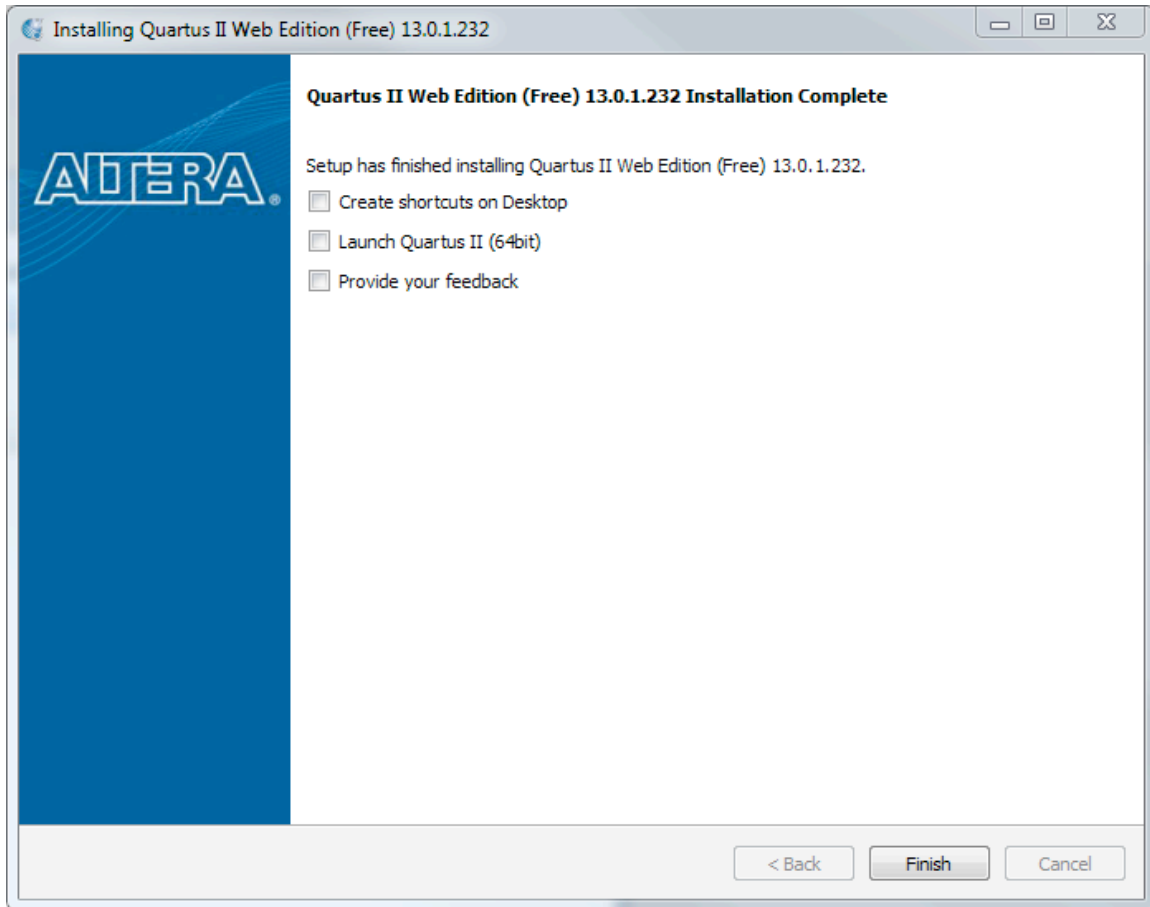 Installing Quartus II Web Edition (Free) 13.0.1.232
ALTERA®
Quartus II Web Edition (Free) 13.0.1.232 Installation Complete
Setup has finished installing Quartus II Web Edition (Free) 13.0.1.232.
Create shortcuts on Desktop
Launch Quartus II (64bit)
Provide your feedback
< Back Finish Cancel